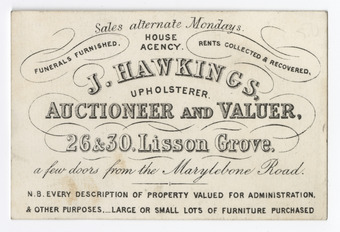 Sales alternate Mondays.
FUNERALS FURNISHED.
HOUSE
AGENCY.
RENTS COLLECTED & RECOVERED,
J. HAWKINGS,
UPHOLSTERER,
AUCTIONEER AND VALUER,
26 & 30, Lisson Grove,
a few doors from the Marylebone Road.
N.B. EVERY DESCRIPTION OF PROPERTY VALUED FOR ADMINISTRATION,
& OTHER PURPOSES....LARGE OR SMALL LOTS OF FURNITURE PURCHASED